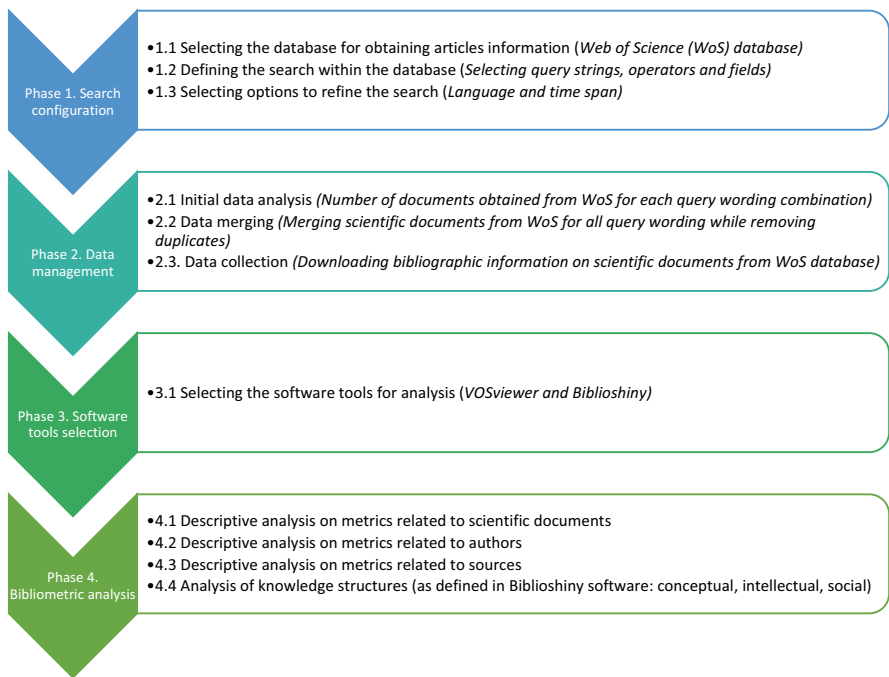 Phase 1. Search
configuration
•1.1 Selecting the database for obtaining articles information (Web of Science (WoS) database)
•1.2 Defining the search within the database (Selecting query strings, operators and fields)
•1.3 Selecting options to refine the search (Language and time span)
Phase 2. Data
management
•2.1 Initial data analysis (Number of documents obtained from WoS for each query wording combination)
•2.2 Data merging (Merging scientific documents from WoS for all query wording while removing
duplicates)
•2.3. Data collection (Downloading bibliographic information on scientific documents from WoS database)
Phase 3. Software
tools selection
•3.1 Selecting the software tools for analysis (VOSviewer and Biblioshiny)
Phase 4.
Bibliometric analysis
•4.1 Descriptive analysis on metrics related to scientific documents
•4.2 Descriptive analysis on metrics related to authors
•4.3 Descriptive analysis on metrics related to sources
•4.4 Analysis of knowledge structures (as defined in Biblioshiny software: conceptual, intellectual, social)